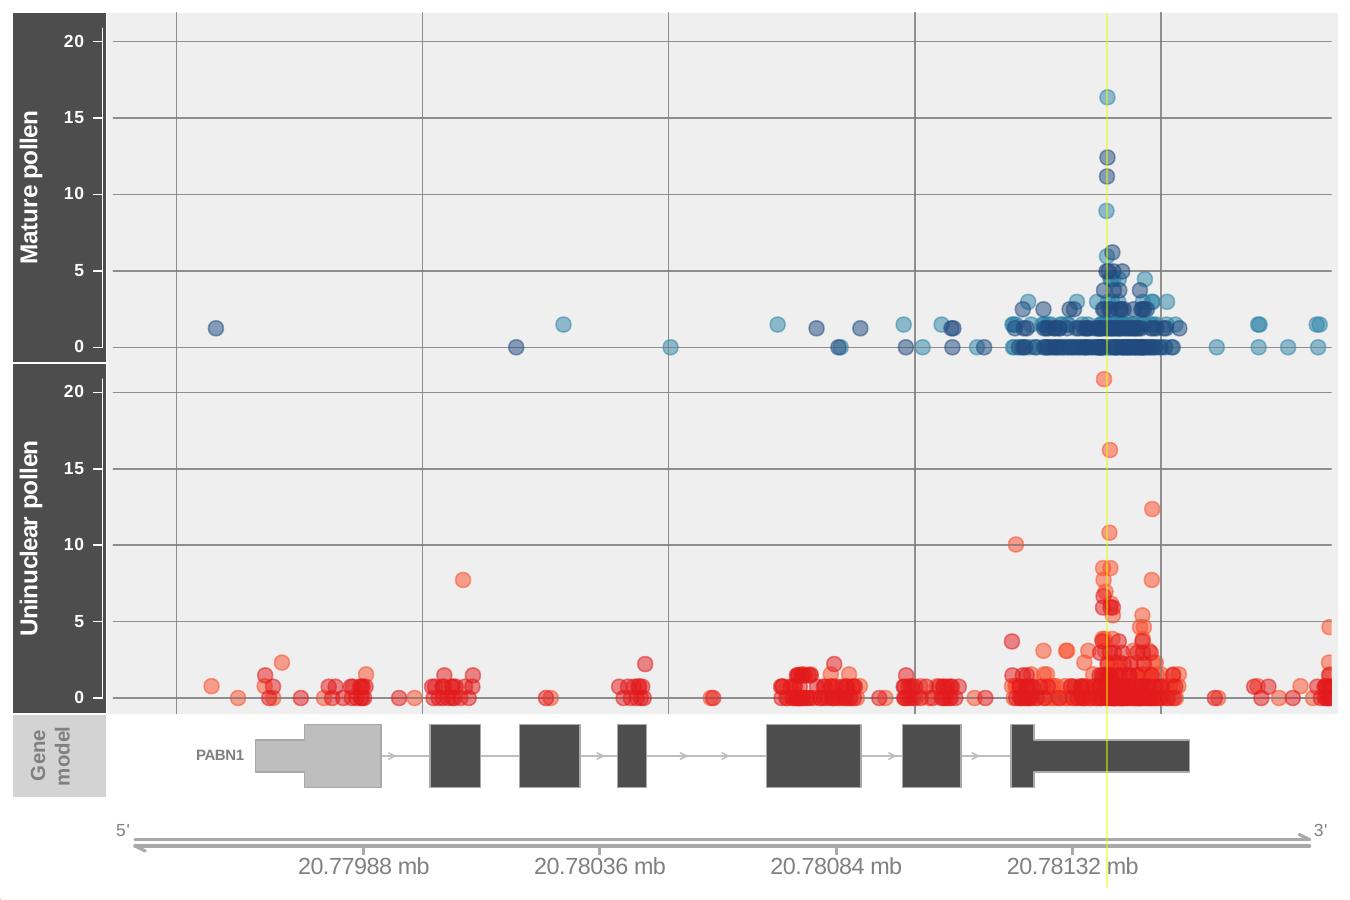 Mature pollen
20
15
10
5
0
Uninuclear pollen
20
15
10
5
0
Gene
model
PABN1
5'
3'
20.77988 mb
20.78036 mb
20.78084 mb
20.78132 mb